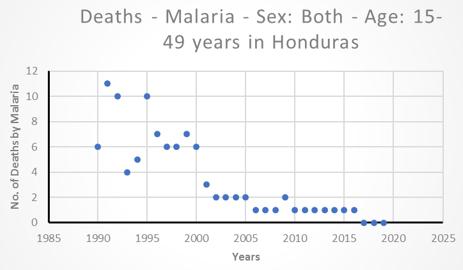 Deaths - Malaria - Sex: Both - Age: 15-
49 years in Honduras
12
10
8
6
4
2
0
No. of Deaths by Malaria
1985 1990 1995 2000 2005 2010 2015 2020 2025
Years